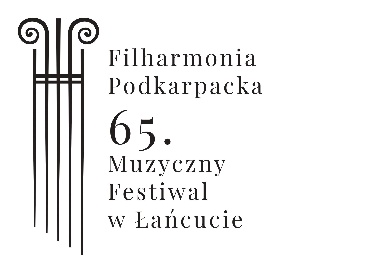 Filharmonia
Podkarpacka
65.
Muzyczny
Festiwal
w Łańcucie